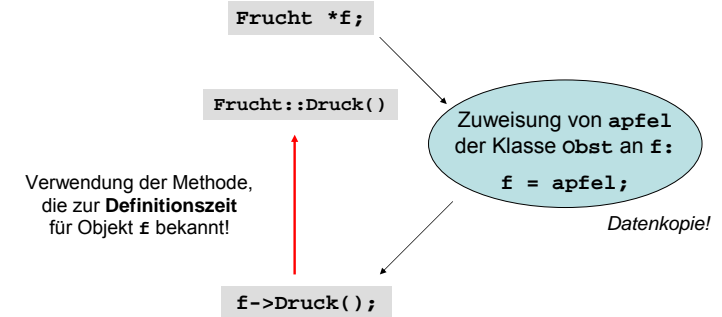 Frucht *f;
Frucht::Druck()
Zuweisung von apfel
der Klasse Obst an f:
f = apfel;
Datenkopie!
Verwendung der Methode,
die zur Definitionszeit
für Objekt f bekannt!
f->Druck();